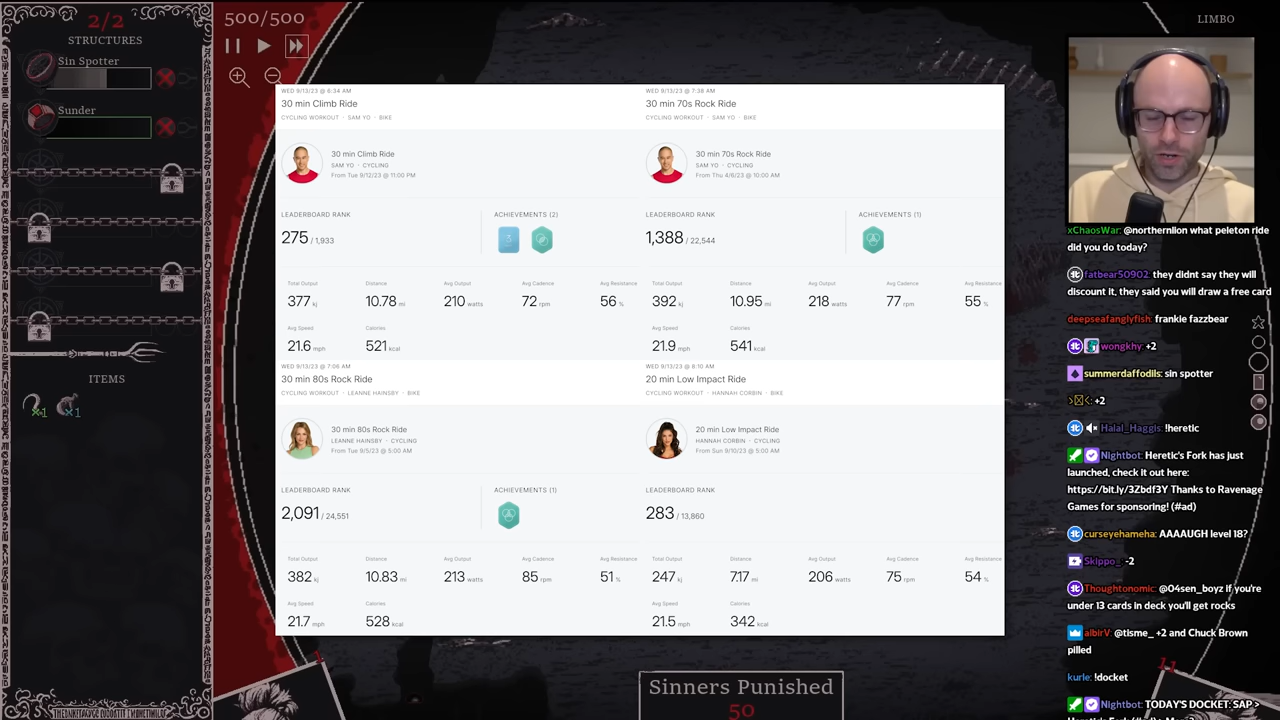 2/2
STRUCTURES
Sin Spotter
Sunder
ITEMS
×1
×1
500/500
LIMBO
WED 9/13/23 @ 6:34 AM
30 min Climb Ride
CYCLING WORKOUT · SAM YO · BIKE
30 min Climb Ride
SAM YO · CYCLING
From Tue 9/12/23 @ 11:00 PM
LEADERBOARD RANK
275 / 1,933
ACHIEVEMENTS (2)
Total Output Distance Avg Output Avg Cadence Avg Resistance
377 kj 10.78 mi 210 watts 72 rpm 56 %
Avg Speed Calories
21.6 mph 521 kcal
WED 9/13/23 @ 7:38 AM
30 min 70s Rock Ride
CYCLING WORKOUT · SAM YO · BIKE
30 min 70s Rock Ride
SAM YO · CYCLING
From Thu 4/6/23 @ 10:00 AM
LEADERBOARD RANK
1,388 / 22,544
ACHIEVEMENTS (1)
Total Output Distance Avg Output Avg Cadence Avg Resistance
392 kj 10.95 mi 218 watts 77 rpm 55 %
Avg Speed Calories
21.9 mph 541 kcal
WED 9/13/23 @ 7:06 AM
30 min 80s Rock Ride
CYCLING WORKOUT · LEANNE HAINSBY · BIKE
30 min 80s Rock Ride
LEANNE HAINSBY · CYCLING
From Tue 9/5/23 @ 5:00 AM
LEADERBOARD RANK
2,091 / 24,551
ACHIEVEMENTS (1)
Total Output Distance Avg Output Avg Cadence Avg Resistance
382 kj 10.83 mi 213 watts 85 rpm 51 %
Avg Speed Calories
21.7 mph 528 kcal
WED 9/13/23 @ 8:10 AM
20 min Low Impact Ride
CYCLING WORKOUT · HANNAH CORBIN · BIKE
20 min Low Impact Ride
HANNAH CORBIN · CYCLING
From Sun 9/10/23 @ 5:00 AM
LEADERBOARD RANK
283 / 13,860
Total Output Distance Avg Output Avg Cadence Avg Resistance
247 kj 7.17 mi 206 watts 75 rpm 54 %
Avg Speed Calories
21.5 mph 342 kcal
Sinners Punished
50
11
xChaosWar: @northernlion what peleton ride
did you do today?
fatbear50902: they didnt say they will
discount it, they said you will draw a free card
deepseafanglyfish: frankie fazzbear
wongkhy: +2
summerdaffodils: sin spotter
: +2
Halal_Haggis: !heretic
Nightbot: Heretic's Fork has just
launched, check it out here:
https://bit.ly/3Zbdf3Y Thanks to Ravenage
Games for sponsoring! (#ad)
curseyehameha: AAAAUGH level 18?
Skippo_: -2
Thoughtonomic: @04sen_boyz if you're
under 13 cards in deck you'll get rocks
albirV: @tisme_ +2 and Chuck Brown
pilled
kurle: !docket
Nightbot: TODAY'S DOCKET: SAP >